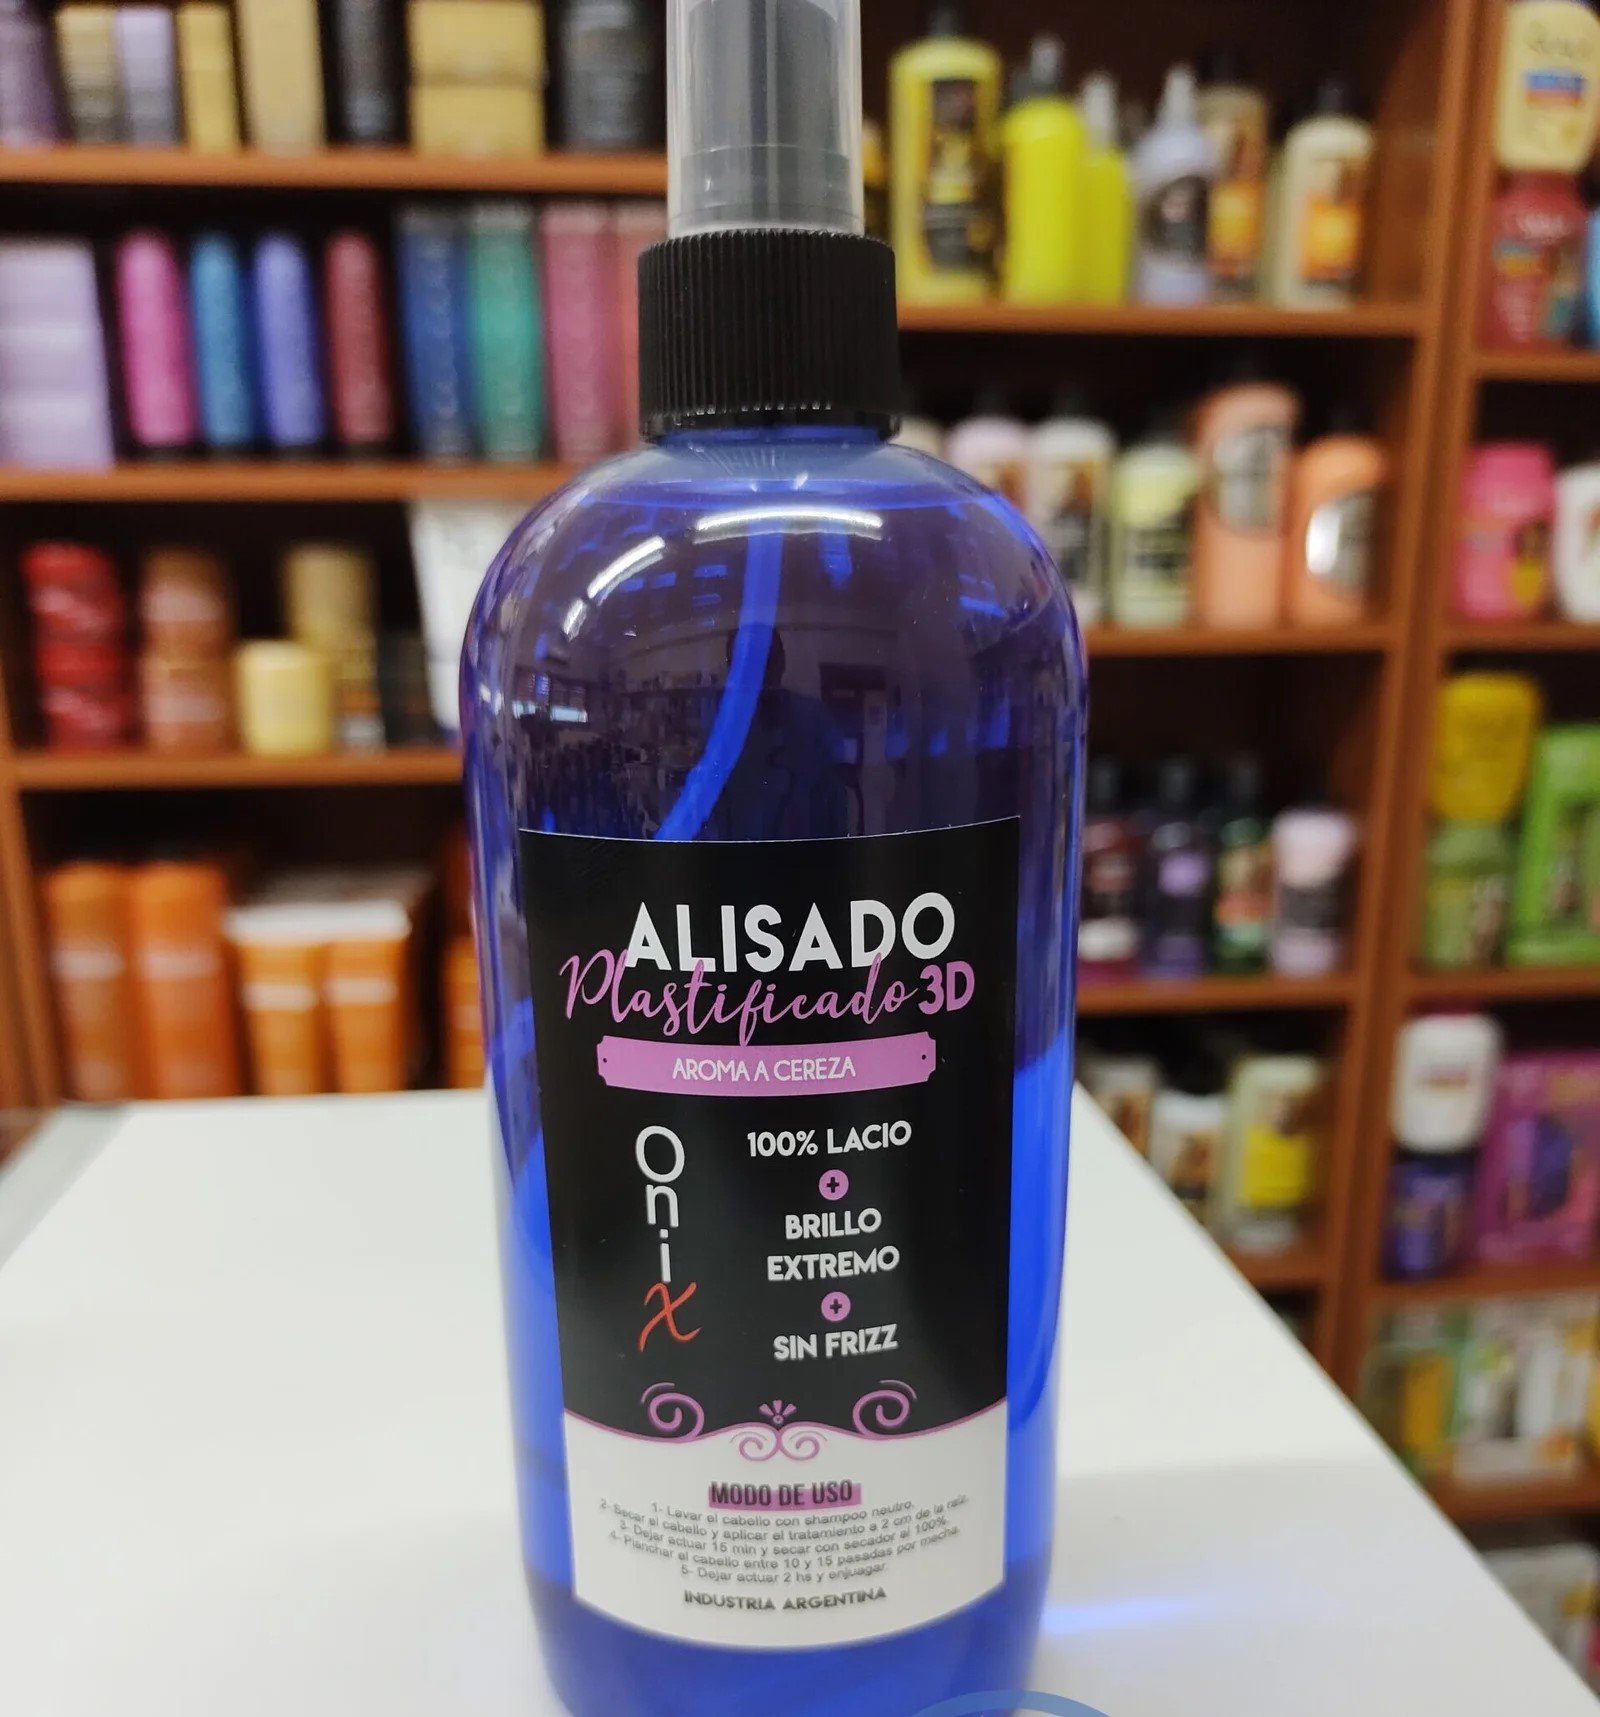 ALISADO
Plastificado 3D
AROMA A CEREZA
Onix
100% LACIO
+
BRILLO
EXTREMO
+
SIN FRIZZ
MODO DE USO
1- Lavar el cabello con shampoo neutro.
2- Secar el cabello y aplicar el tratamiento a 2 cm de la raiz.
3- Dejar actuar 15 min y secar con secador al 100%.
4- Planchar el cabello entre 10 y 15 pasadas por mecha.
5- Dejar actuar 2 hs y enjuagar.
INDUSTRIA ARGENTINA